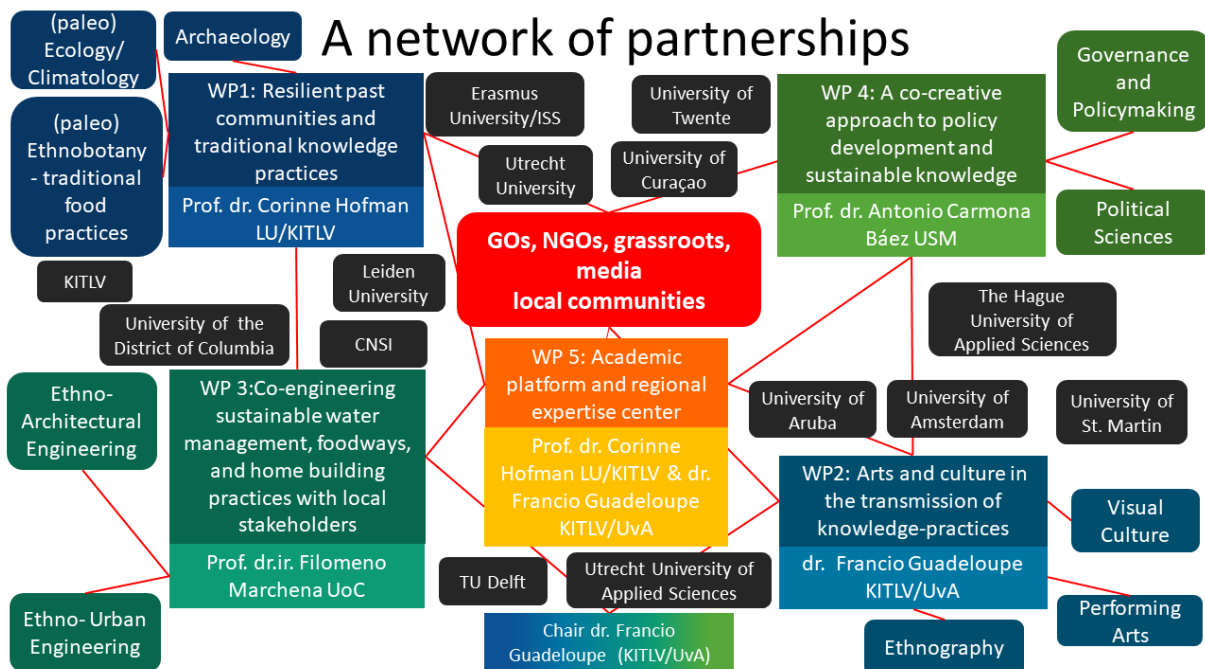 A network of partnerships
(paleo)
Ecology/
Climatology
Archaeology
(paleo)
Ethnobotany
- traditional
food
practices
WP1: Resilient past
communities and
traditional knowledge
practices
Prof. dr. Corinne Hofman
LU/KITLV
Erasmus
University/ISS
University of
Twente
Utrecht
University
University of
Curaçao
WP 4: A co-creative
approach to policy
development and
sustainable knowledge
Prof. dr. Antonio Carmona
Báez USM
Governance
and
Policymaking
Political
Sciences
GOs, NGOs, grassroots,
media
local communities
KITLV
Leiden
University
University of the
District of Columbia
CNSI
The Hague
University of
Applied Sciences
Ethno-
Architectural
Engineering
WP 3:Co-engineering
sustainable water
management, foodways,
and home building
practices with local
stakeholders
Prof. dr.ir. Filomeno
Marchena UoC
Ethno- Urban
Engineering
WP 5: Academic
platform and regional
expertise center
Prof. dr. Corinne
Hofman LU/KITLV & dr.
Francio Guadeloupe
KITLV/UvA
University of
Aruba
University of
Amsterdam
University of
St. Martin
WP2: Arts and culture in
the transmission of
knowledge-practices
dr. Francio Guadeloupe
KITLV/UvA
Visual
Culture
Performing
Arts
Ethnography
TU Delft
Utrecht University of
Applied Sciences
Chair dr. Francio
Guadeloupe (KITLV/UvA)